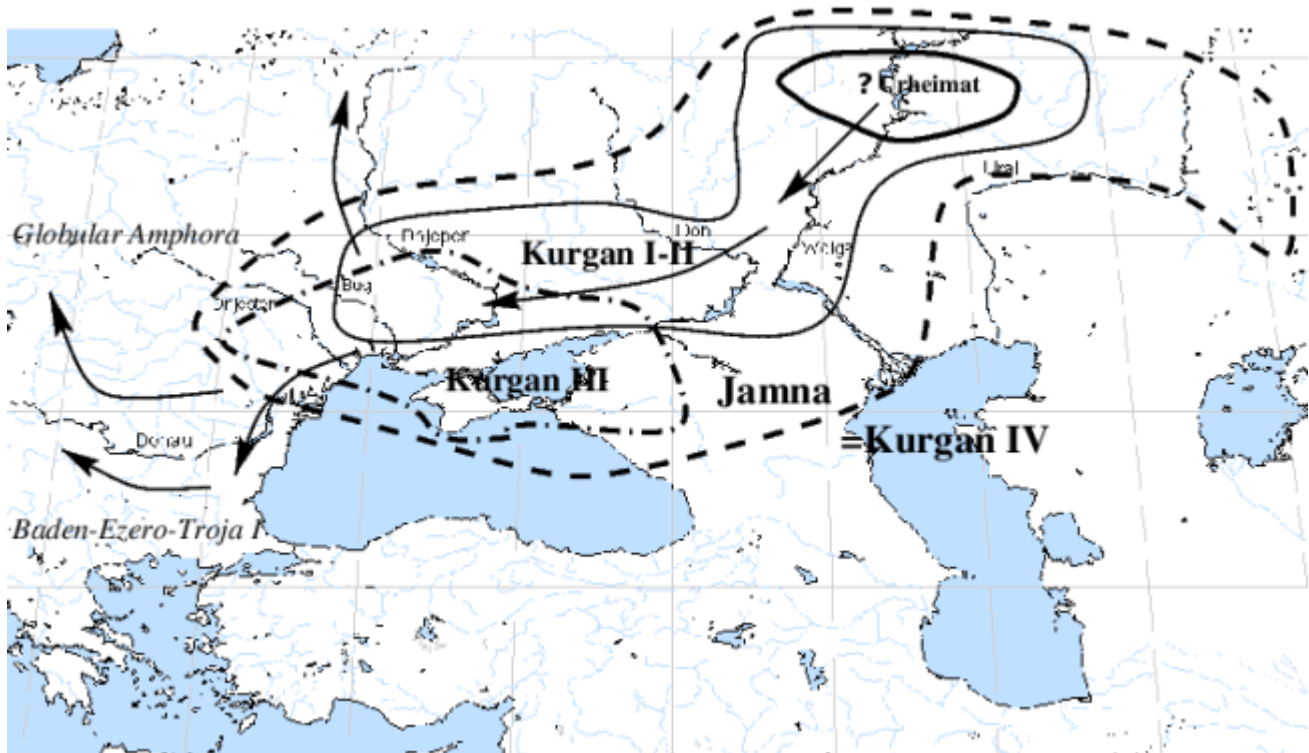 ? Urheimat
Ural
Globular Amphora
Dnjeper
Don
Kurgan I-II
Wolga
Bug
Dnjester
Kurgan III
Jamna
Donau
=Kurgan IV
Baden-Ezero-Troja I